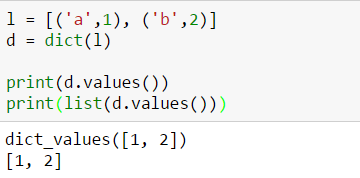 l = [('a',1), ('b',2)]
d = dict(l)
print(d.values())
print(list(d.values()))
dict_values([1, 2])
[1, 2]